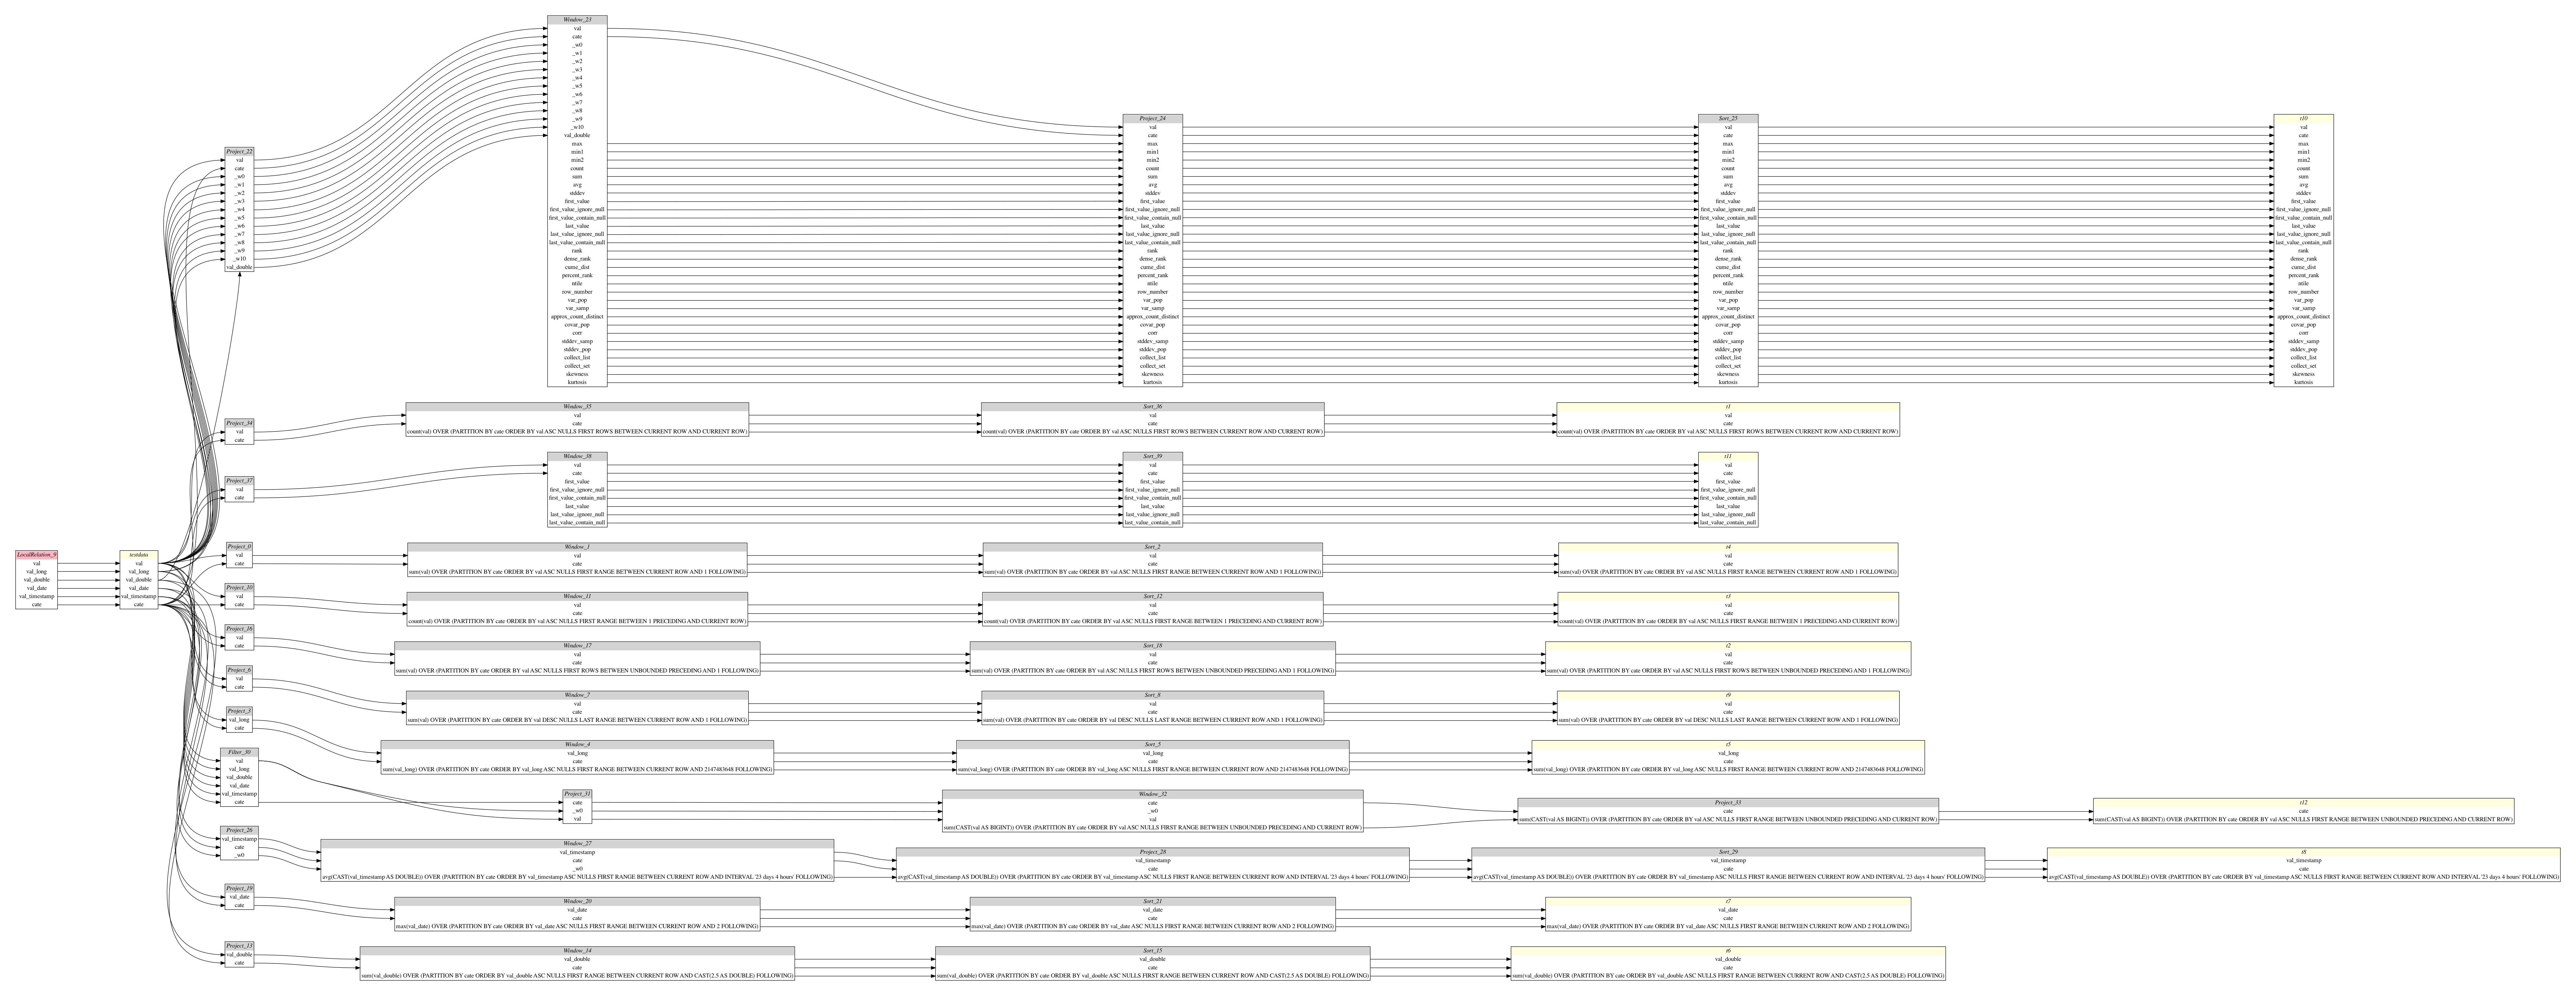 Window_23
val
cate
_w0
_w1
_w2
_w3
_w4
_w5
_w6
_w7
_w8
_w9
_w10
val_double
max
min1
min2
count
sum
avg
stddev
first_value
first_value_ignore_null
first_value_contain_null
last_value
last_value_ignore_null
last_value_contain_null
rank
dense_rank
cume_dist
percent_rank
ntile
row_number
var_pop
var_samp
approx_count_distinct
covar_pop
corr
stddev_samp
stddev_pop
collect_list
collect_set
skewness
kurtosis
Project_24
val
cate
max
min1
min2
count
sum
avg
stddev
first_value
first_value_ignore_null
first_value_contain_null
last_value
last_value_ignore_null
last_value_contain_null
rank
dense_rank
cume_dist
percent_rank
ntile
row_number
var_pop
var_samp
approx_count_distinct
covar_pop
corr
stddev_samp
stddev_pop
collect_list
collect_set
skewness
kurtosis
Sort_25
val
cate
max
min1
min2
count
sum
avg
stddev
first_value
first_value_ignore_null
first_value_contain_null
last_value
last_value_ignore_null
last_value_contain_null
rank
dense_rank
cume_dist
percent_rank
ntile
row_number
var_pop
var_samp
approx_count_distinct
covar_pop
corr
stddev_samp
stddev_pop
collect_list
collect_set
skewness
kurtosis
t10
val
cate
max
min1
min2
count
sum
avg
stddev
first_value
first_value_ignore_null
first_value_contain_null
last_value
last_value_ignore_null
last_value_contain_null
rank
dense_rank
cume_dist
percent_rank
ntile
row_number
var_pop
var_samp
approx_count_distinct
covar_pop
corr
stddev_samp
stddev_pop
collect_list
collect_set
skewness
kurtosis
Project_22
val
cate
_w0
_w1
_w2
_w3
_w4
_w5
_w6
_w7
_w8
_w9
_w10
val_double
Project_34
val
cate
Window_35
val
cate
count(val) OVER (PARTITION BY cate ORDER BY val ASC NULLS FIRST ROWS BETWEEN CURRENT ROW AND CURRENT ROW)
Sort_36
val
cate
count(val) OVER (PARTITION BY cate ORDER BY val ASC NULLS FIRST ROWS BETWEEN CURRENT ROW AND CURRENT ROW)
t1
val
cate
count(val) OVER (PARTITION BY cate ORDER BY val ASC NULLS FIRST ROWS BETWEEN CURRENT ROW AND CURRENT ROW)
Project_37
val
cate
Window_38
val
cate
first_value
first_value_ignore_null
first_value_contain_null
last_value
last_value_ignore_null
last_value_contain_null
Sort_39
val
cate
first_value
first_value_ignore_null
first_value_contain_null
last_value
last_value_ignore_null
last_value_contain_null
t11
val
cate
first_value
first_value_ignore_null
first_value_contain_null
last_value
last_value_ignore_null
last_value_contain_null
LocalRelation_9
val
val_long
val_double
val_date
val_timestamp
cate
testdata
val
val_long
val_double
val_date
val_timestamp
cate
Project_0
val
cate
Window_1
val
cate
sum(val) OVER (PARTITION BY cate ORDER BY val ASC NULLS FIRST RANGE BETWEEN CURRENT ROW AND 1 FOLLOWING)
Sort_2
val
cate
sum(val) OVER (PARTITION BY cate ORDER BY val ASC NULLS FIRST RANGE BETWEEN CURRENT ROW AND 1 FOLLOWING)
t4
val
cate
sum(val) OVER (PARTITION BY cate ORDER BY val ASC NULLS FIRST RANGE BETWEEN CURRENT ROW AND 1 FOLLOWING)
Project_10
val
cate
Window_11
val
cate
count(val) OVER (PARTITION BY cate ORDER BY val ASC NULLS FIRST RANGE BETWEEN 1 PRECEDING AND CURRENT ROW)
Sort_12
val
cate
count(val) OVER (PARTITION BY cate ORDER BY val ASC NULLS FIRST RANGE BETWEEN 1 PRECEDING AND CURRENT ROW)
t3
val
cate
count(val) OVER (PARTITION BY cate ORDER BY val ASC NULLS FIRST RANGE BETWEEN 1 PRECEDING AND CURRENT ROW)
Project_16
val
cate
Window_17
val
cate
sum(val) OVER (PARTITION BY cate ORDER BY val ASC NULLS FIRST ROWS BETWEEN UNBOUNDED PRECEDING AND 1 FOLLOWING)
Sort_18
val
cate
sum(val) OVER (PARTITION BY cate ORDER BY val ASC NULLS FIRST ROWS BETWEEN UNBOUNDED PRECEDING AND 1 FOLLOWING)
t2
val
cate
sum(val) OVER (PARTITION BY cate ORDER BY val ASC NULLS FIRST ROWS BETWEEN UNBOUNDED PRECEDING AND 1 FOLLOWING)
Project_6
val
cate
Window_7
val
cate
sum(val) OVER (PARTITION BY cate ORDER BY val DESC NULLS LAST RANGE BETWEEN CURRENT ROW AND 1 FOLLOWING)
Sort_8
val
cate
sum(val) OVER (PARTITION BY cate ORDER BY val DESC NULLS LAST RANGE BETWEEN CURRENT ROW AND 1 FOLLOWING)
t9
val
cate
sum(val) OVER (PARTITION BY cate ORDER BY val DESC NULLS LAST RANGE BETWEEN CURRENT ROW AND 1 FOLLOWING)
Project_3
val_long
cate
Window_4
val_long
cate
sum(val_long) OVER (PARTITION BY cate ORDER BY val_long ASC NULLS FIRST RANGE BETWEEN CURRENT ROW AND 2147483648 FOLLOWING)
Sort_5
val_long
cate
sum(val_long) OVER (PARTITION BY cate ORDER BY val_long ASC NULLS FIRST RANGE BETWEEN CURRENT ROW AND 2147483648 FOLLOWING)
t5
val_long
cate
sum(val_long) OVER (PARTITION BY cate ORDER BY val_long ASC NULLS FIRST RANGE BETWEEN CURRENT ROW AND 2147483648 FOLLOWING)
Filter_30
val
val_long
val_double
val_date
val_timestamp
cate
Project_31
cate
_w0
val
Window_32
cate
_w0
val
sum(CAST(val AS BIGINT)) OVER (PARTITION BY cate ORDER BY val ASC NULLS FIRST RANGE BETWEEN UNBOUNDED PRECEDING AND CURRENT ROW)
Project_33
cate
sum(CAST(val AS BIGINT)) OVER (PARTITION BY cate ORDER BY val ASC NULLS FIRST RANGE BETWEEN UNBOUNDED PRECEDING AND CURRENT ROW)
t12
cate
sum(CAST(val AS BIGINT)) OVER (PARTITION BY cate ORDER BY val ASC NULLS FIRST RANGE BETWEEN UNBOUNDED PRECEDING AND CURRENT ROW)
Project_26
val_timestamp
cate
_w0
Window_27
val_timestamp
cate
_w0
avg(CAST(val_timestamp AS DOUBLE)) OVER (PARTITION BY cate ORDER BY val_timestamp ASC NULLS FIRST RANGE BETWEEN CURRENT ROW AND INTERVAL '23 days 4 hours' FOLLOWING)
Project_28
val_timestamp
cate
avg(CAST(val_timestamp AS DOUBLE)) OVER (PARTITION BY cate ORDER BY val_timestamp ASC NULLS FIRST RANGE BETWEEN CURRENT ROW AND INTERVAL '23 days 4 hours' FOLLOWING)
Sort_29
val_timestamp
cate
avg(CAST(val_timestamp AS DOUBLE)) OVER (PARTITION BY cate ORDER BY val_timestamp ASC NULLS FIRST RANGE BETWEEN CURRENT ROW AND INTERVAL '23 days 4 hours' FOLLOWING)
t8
val_timestamp
cate
avg(CAST(val_timestamp AS DOUBLE)) OVER (PARTITION BY cate ORDER BY val_timestamp ASC NULLS FIRST RANGE BETWEEN CURRENT ROW AND INTERVAL '23 days 4 hours' FOLLOWING)
Project_19
val_date
cate
Window_20
val_date
cate
max(val_date) OVER (PARTITION BY cate ORDER BY val_date ASC NULLS FIRST RANGE BETWEEN CURRENT ROW AND 2 FOLLOWING)
Sort_21
val_date
cate
max(val_date) OVER (PARTITION BY cate ORDER BY val_date ASC NULLS FIRST RANGE BETWEEN CURRENT ROW AND 2 FOLLOWING)
t7
val_date
cate
max(val_date) OVER (PARTITION BY cate ORDER BY val_date ASC NULLS FIRST RANGE BETWEEN CURRENT ROW AND 2 FOLLOWING)
Project_13
val_double
cate
Window_14
val_double
cate
sum(val_double) OVER (PARTITION BY cate ORDER BY val_double ASC NULLS FIRST RANGE BETWEEN CURRENT ROW AND CAST(2.5 AS DOUBLE) FOLLOWING)
Sort_15
val_double
cate
sum(val_double) OVER (PARTITION BY cate ORDER BY val_double ASC NULLS FIRST RANGE BETWEEN CURRENT ROW AND CAST(2.5 AS DOUBLE) FOLLOWING)
t6
val_double
cate
sum(val_double) OVER (PARTITION BY cate ORDER BY val_double ASC NULLS FIRST RANGE BETWEEN CURRENT ROW AND CAST(2.5 AS DOUBLE) FOLLOWING)